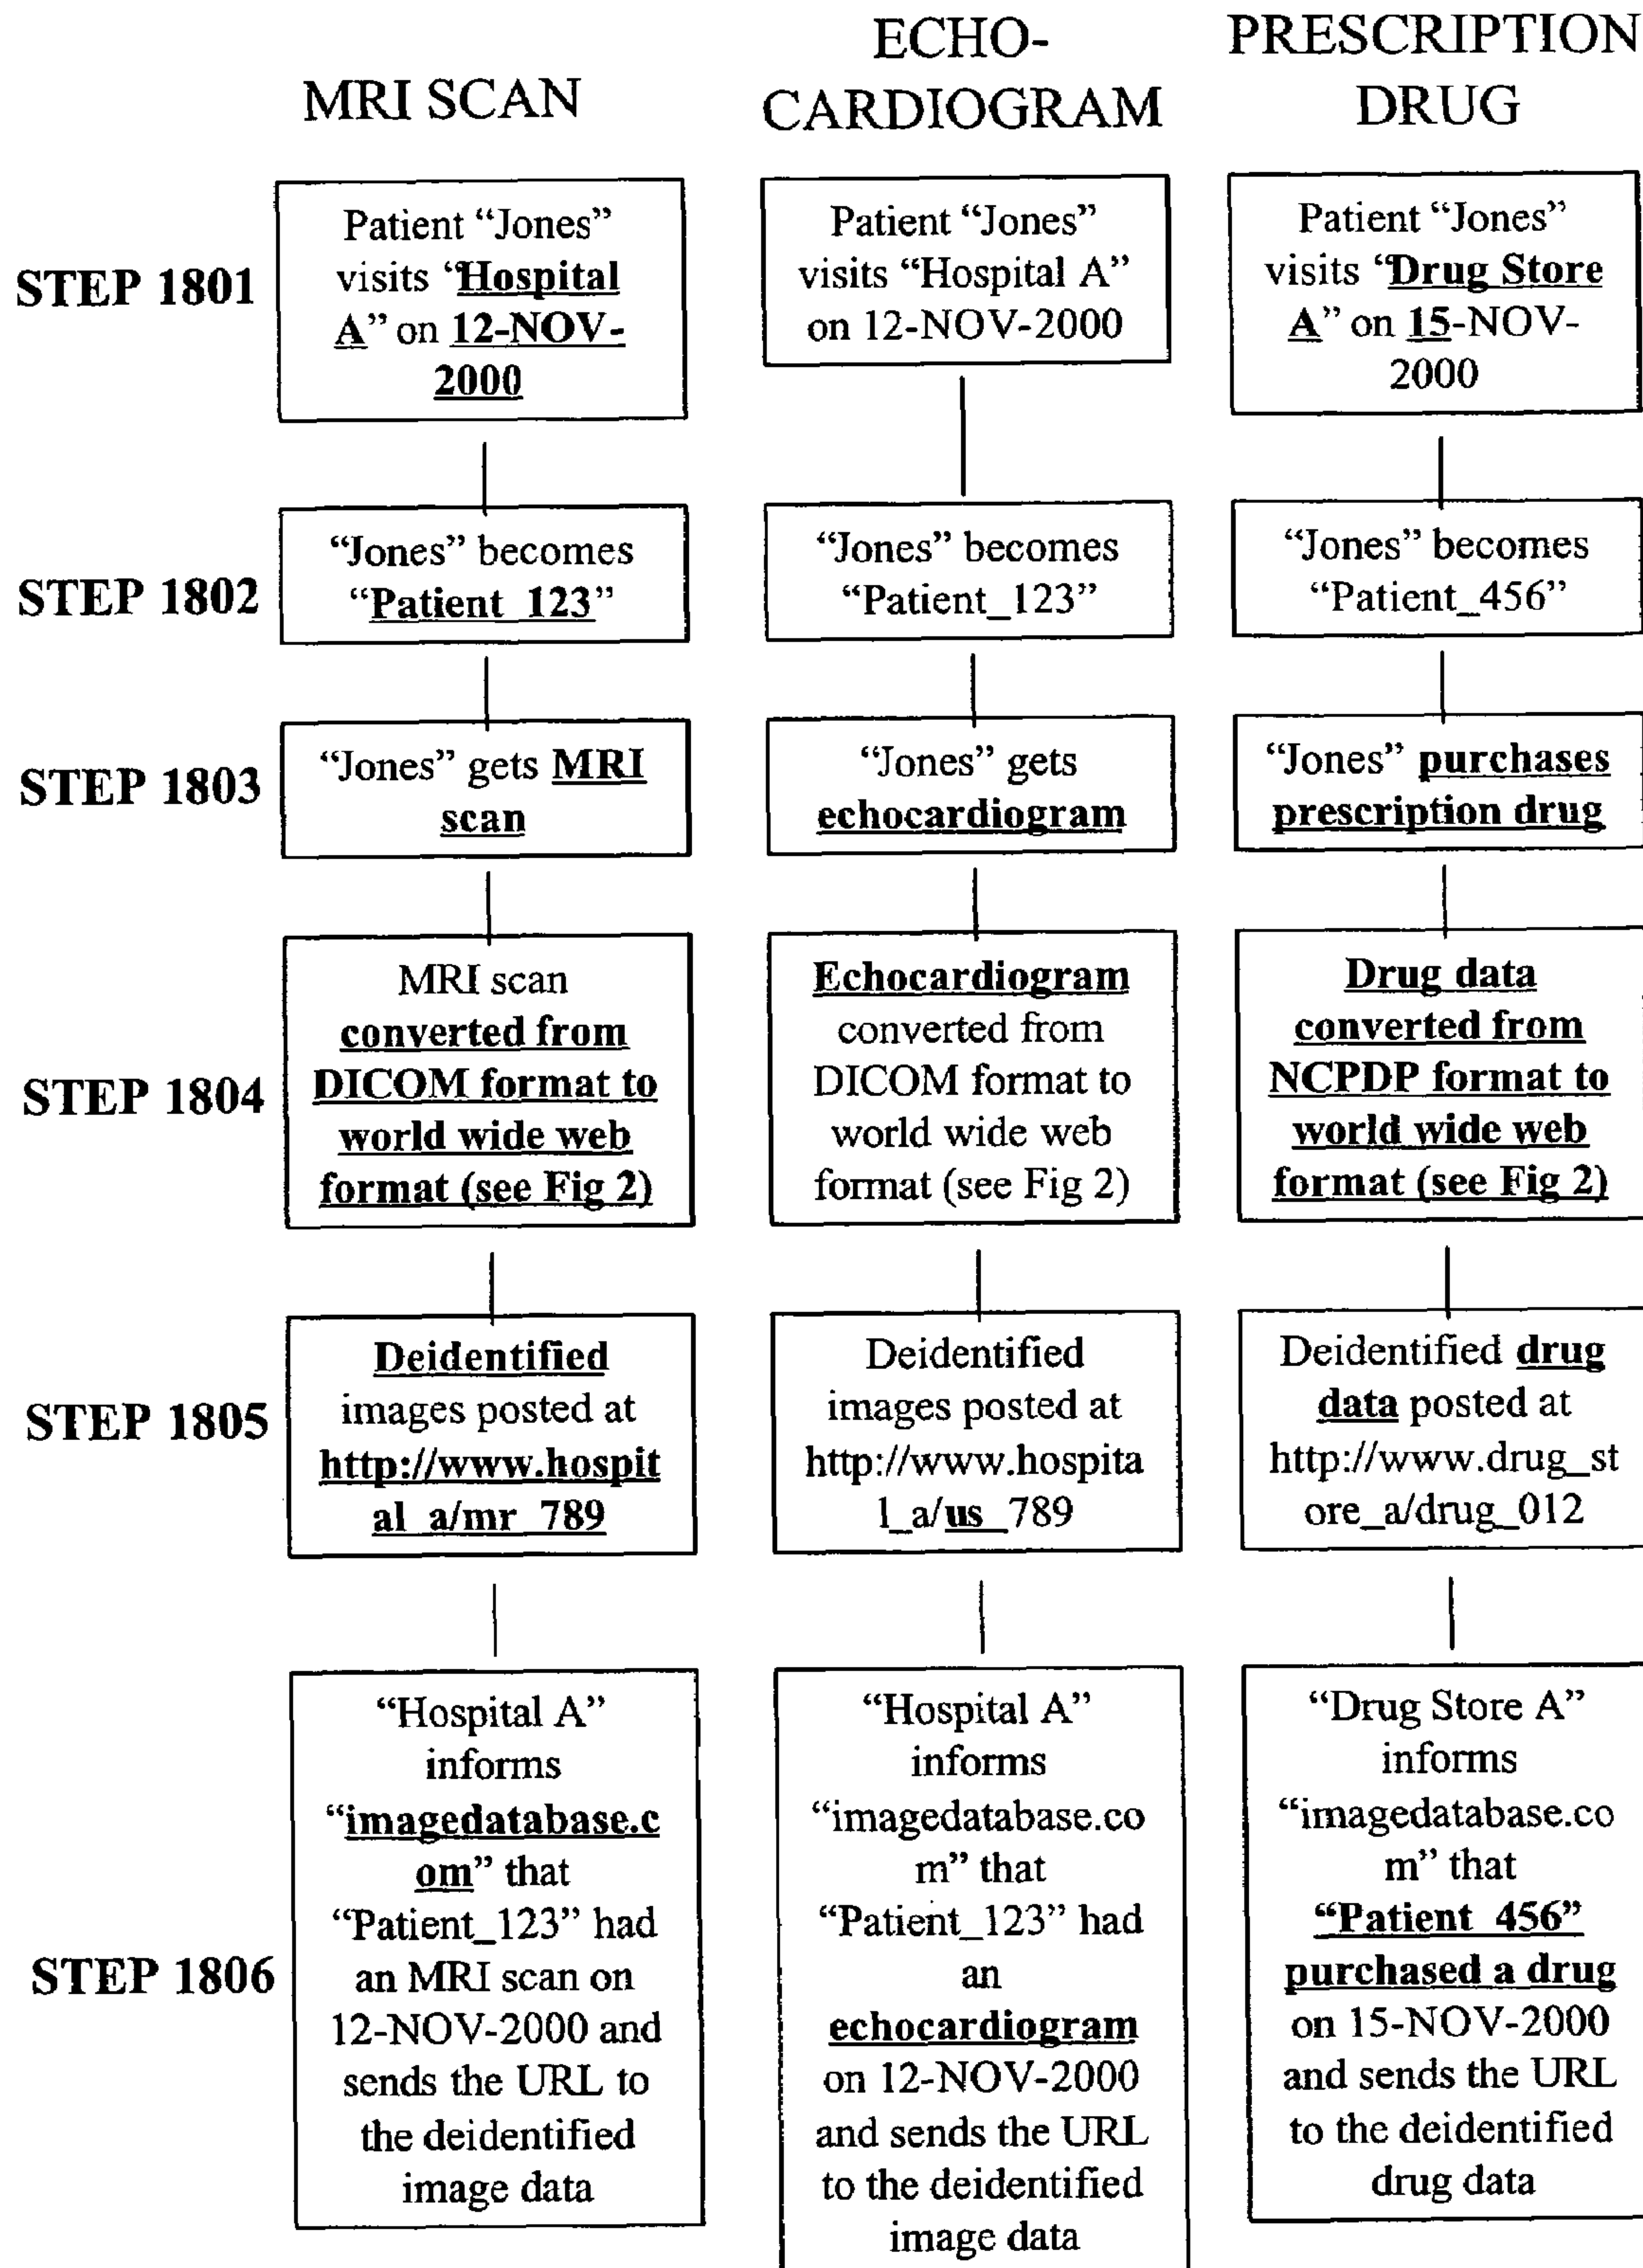 MRI SCAN
ECHO-
CARDIOGRAM
PRESCRIPTION
DRUG
STEP 1801
Patient “Jones”
visits “Hospital
A” on 12-NOV-
2000
Patient “Jones”
visits “Hospital A”
on 12-NOV-2000
Patient “Jones”
visits “Drug Store
A” on 15-NOV-
2000
STEP 1802
“Jones” becomes
“Patient_123”
“Jones” becomes
“Patient_123”
“Jones” becomes
“Patient_456”
STEP 1803
“Jones” gets MRI
scan
“Jones” gets
echocardiogram
“Jones” purchases
prescription drug
STEP 1804
MRI scan
converted from
DICOM format to
world wide web
format (see Fig 2)
Echocardiogram
converted from
DICOM format to
world wide web
format (see Fig 2)
Drug data
converted from
NCPDP format to
world wide web
format (see Fig 2)
STEP 1805
Deidentified
images posted at
http://www.hospit
al_a/mr_789
Deidentified
images posted at
http://www.hospita
l_a/us_789
Deidentified drug
data posted at
http://www.drug_st
ore_a/drug_012
STEP 1806
“Hospital A”
informs
“imagedatabase.c
om” that
“Patient_123” had
an MRI scan on
12-NOV-2000 and
sends the URL to
the deidentified
image data
“Hospital A”
informs
“imagedatabase.co
m” that
“Patient_123” had
an
echocardiogram
on 12-NOV-2000
and sends the URL
to the deidentified
image data
“Drug Store A”
informs
“imagedatabase.co
m” that
“Patient_456”
purchased a drug
on 15-NOV-2000
and sends the URL
to the deidentified
drug data